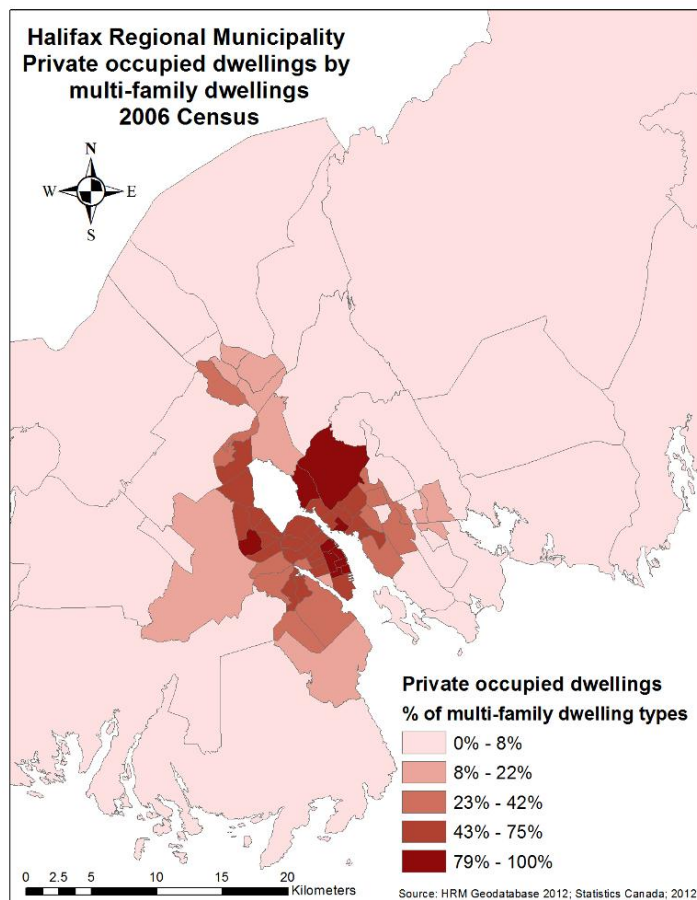 Halifax Regional Municipality
Private occupied dwellings by
multi-family dwellings
2006 Census
N
W E
S
Private occupied dwellings
% of multi-family dwelling types
0% - 8%
8% - 22%
23% - 42%
43% - 75%
79% - 100%
0 2.5 5 10 15 20
Kilometers
Source: HRM Geodatabase 2012; Statistics Canada; 2012